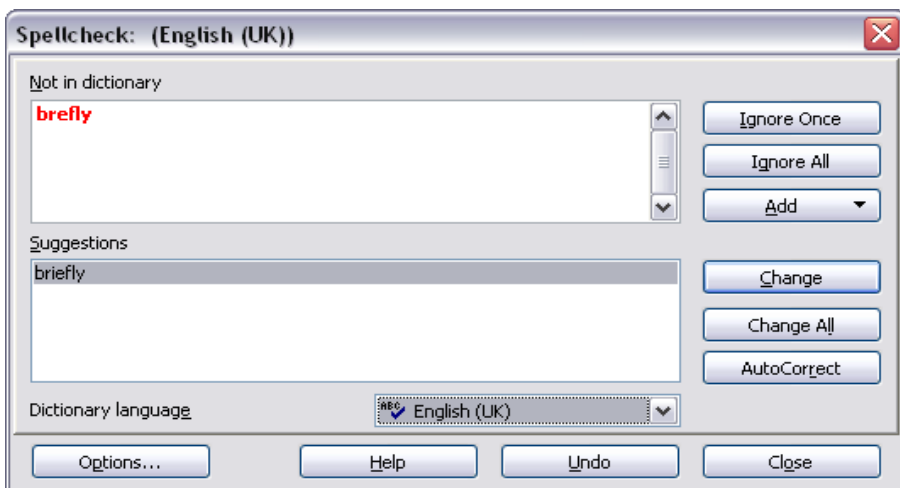 Spellcheck: (English (UK))
Not in dictionary
brefly
Ignore Once
Ignore All
Add
Suggestions
briefly
Change
Change All
AutoCorrect
Dictionary language
ABC English (UK)
Options...
Help
Undo
Close